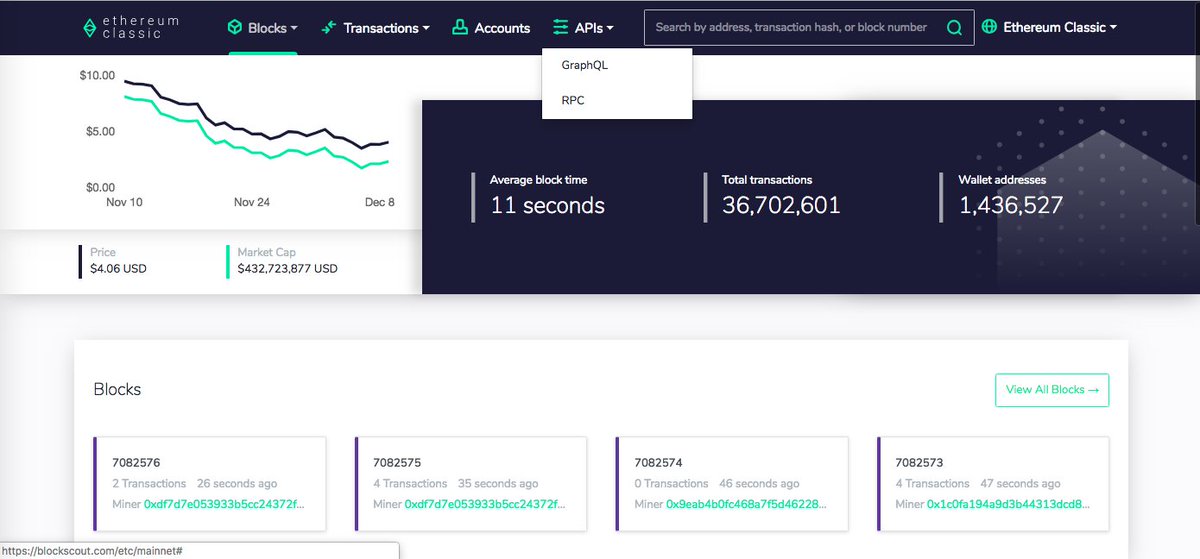 ethereum
classic
Blocks
Transactions
Accounts
APIs
Search by address, transaction hash, or block number
Ethereum Classic
GraphQL
RPC
$10.00
$5.00
$0.00
Nov 10
Nov 24
Dec 8
Price
$4.06 USD
Market Cap
$432,723,877 USD
Average block time
11 seconds
Total transactions
36,702,601
Wallet addresses
1,436,527
Blocks
View All Blocks →
7082576
2 Transactions 26 seconds ago
Miner 0xdf7d7e053933b5cc24372f...
7082575
4 Transactions 35 seconds ago
Miner 0xdf7d7e053933b5cc24372f...
7082574
0 Transactions 46 seconds ago
Miner 0x9eab4b0fc468a7f5d46228...
7082573
4 Transactions 47 seconds ago
Miner 0x1c0fa194a9d3b44313dcd8...
https://blockscout.com/etc/mainnet#